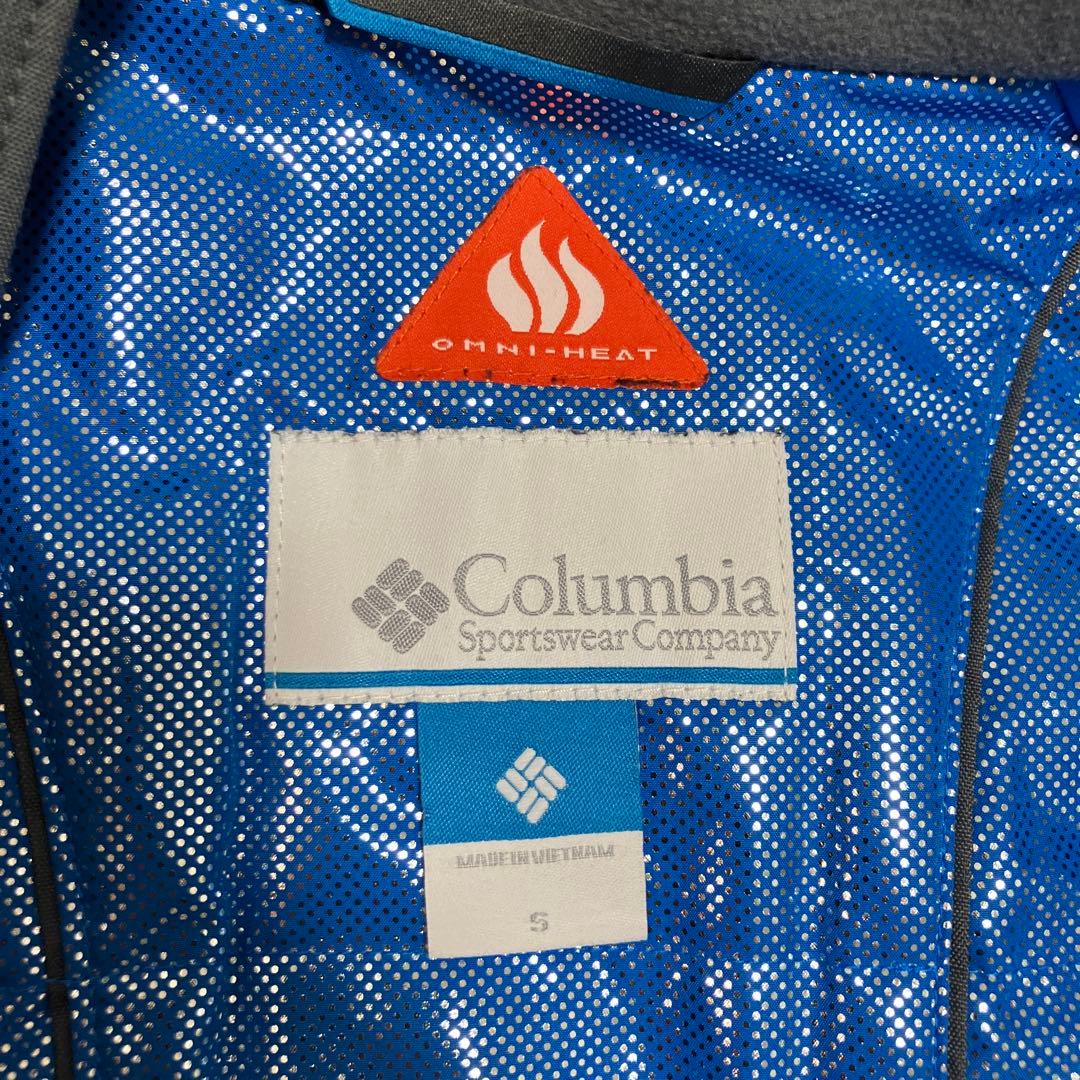 OMNI-HEAT
Columbia
Sportswear Company
MADE IN VIETNAM
S